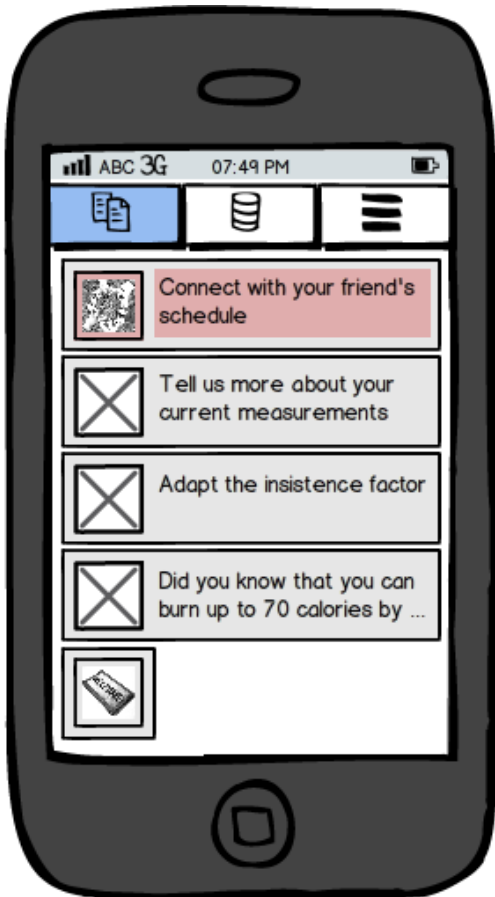 ABC 3G 07:49 PM
Connect with your friend's
schedule
Tell us more about your
current measurements
Adapt the insistence factor
Did you know that you can
burn up to 70 calories by ...